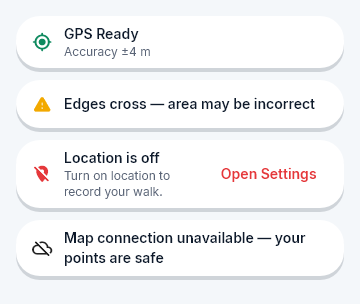 GPS Ready
Accuracy ±4 m
Edges cross — area may be incorrect
Location is off
Turn on location to
record your walk.
Open Settings
Map connection unavailable — your
points are safe